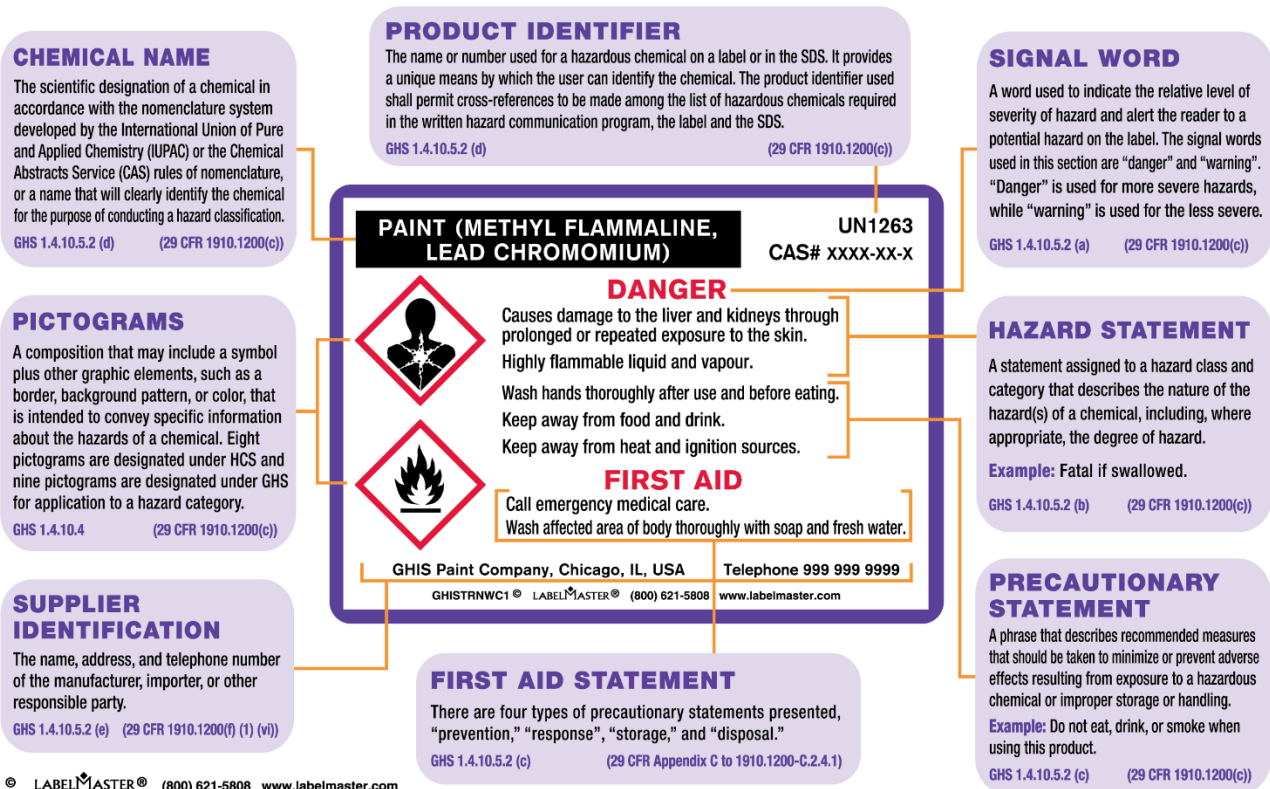 PRODUCT IDENTIFIER
The name or number used for a hazardous chemical on a label or in the SDS. It provides
a unique means by which the user can identify the chemical. The product identifier used
shall permit cross-references to be made among the list of hazardous chemicals required
in the written hazard communication program, the label and the SDS.
GHS 1.4.10.5.2 (d) (29 CFR 1910.1200(c))
CHEMICAL NAME
The scientific designation of a chemical in
accordance with the nomenclature system
developed by the International Union of Pure
and Applied Chemistry (IUPAC) or the Chemical
Abstracts Service (CAS) rules of nomenclature,
or a name that will clearly identify the chemical
for the purpose of conducting a hazard classification.
GHS 1.4.10.5.2 (d) (29 CFR 1910.1200(c))
SIGNAL WORD
A word used to indicate the relative level of
severity of hazard and alert the reader to a
potential hazard on the label. The signal words
used in this section are “danger” and “warning”.
“Danger” is used for more severe hazards,
while “warning” is used for the less severe.
GHS 1.4.10.5.2 (a) (29 CFR 1910.1200(c))
PAINT (METHYL FLAMMALINE,
LEAD CHROMOMIUM)
UN1263
CAS# XXXX-XX-X
DANGER
Causes damage to the liver and kidneys through
prolonged or repeated exposure to the skin.
Highly flammable liquid and vapour.
Wash hands thoroughly after use and before eating.
Keep away from food and drink.
Keep away from heat and ignition sources.
FIRST AID
Call emergency medical care.
Wash affected area of body thoroughly with soap and fresh water.
GHIS Paint Company, Chicago, IL, USA Telephone 999 999 9999
GHISTRNWC1 © LABELMASTER® (800) 621-5808 www.labelmaster.com
PICTOGRAMS
A composition that may include a symbol
plus other graphic elements, such as a
border, background pattern, or color, that
is intended to convey specific information
about the hazards of a chemical. Eight
pictograms are designated under HCS and
nine pictograms are designated under GHS
for application to a hazard category.
GHS 1.4.10.4 (29 CFR 1910.1200(c))
HAZARD STATEMENT
A statement assigned to a hazard class and
category that describes the nature of the
hazard(s) of a chemical, including, where
appropriate, the degree of hazard.
Example: Fatal if swallowed.
GHS 1.4.10.5.2 (b) (29 CFR 1910.1200(c))
SUPPLIER
IDENTIFICATION
The name, address, and telephone number
of the manufacturer, importer, or other
responsible party.
GHS 1.4.10.5.2 (e) (29 CFR 1910.1200(f) (1) (vi))
FIRST AID STATEMENT
There are four types of precautionary statements presented,
“prevention,” “response”, “storage,” and “disposal.”
GHS 1.4.10.5.2 (c) (29 CFR Appendix C to 1910.1200-C.2.4.1)
PRECAUTIONARY
STATEMENT
A phrase that describes recommended measures
that should be taken to minimize or prevent adverse
effects resulting from exposure to a hazardous
chemical or improper storage or handling.
Example: Do not eat, drink, or smoke when
using this product.
GHS 1.4.10.5.2 (c) (29 CFR 1910.1200(c))
© LABELMASTER® (800) 621-5808 www.labelmaster.com